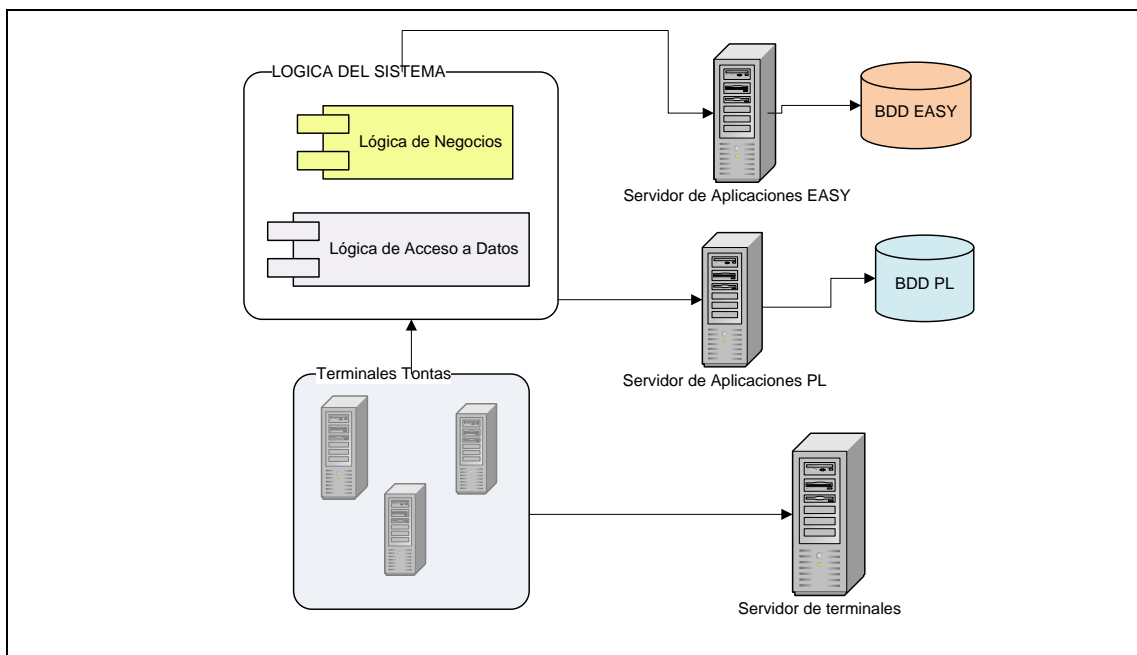 LOGICA DEL SISTEMA
Lógica de Negocios
Lógica de Acceso a Datos
Servidor de Aplicaciones EASY
BDD EASY
Servidor de Aplicaciones PL
BDD PL
Terminales Tontas
Servidor de terminales